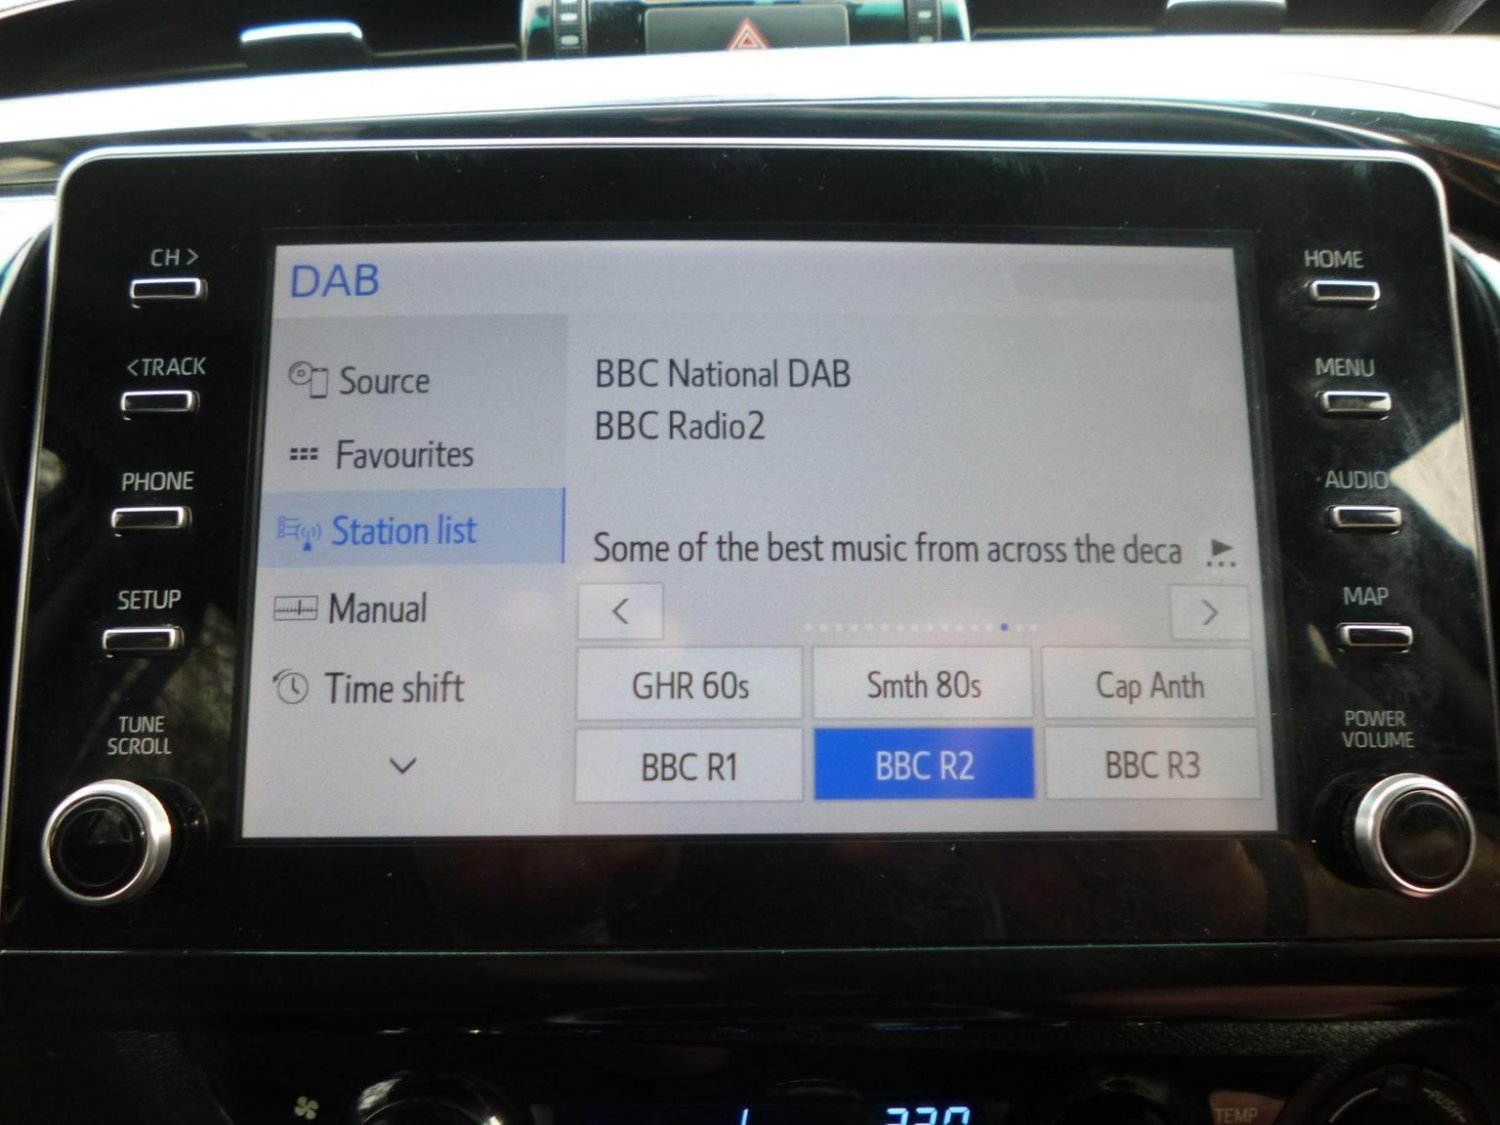 CH >
<TRACK
PHONE
SETUP
TUNE
SCROLL
DAB
Source
Favourites
Station list
Manual
Time shift
BBC National DAB
BBC Radio2
Some of the best music from across the deca
GHR 60s
Smth 80s
Cap Anth
BBC R1
BBC R2
BBC R3
HOME
MENU
AUDIO
MAP
POWER
VOLUME
TEMP
PUSH